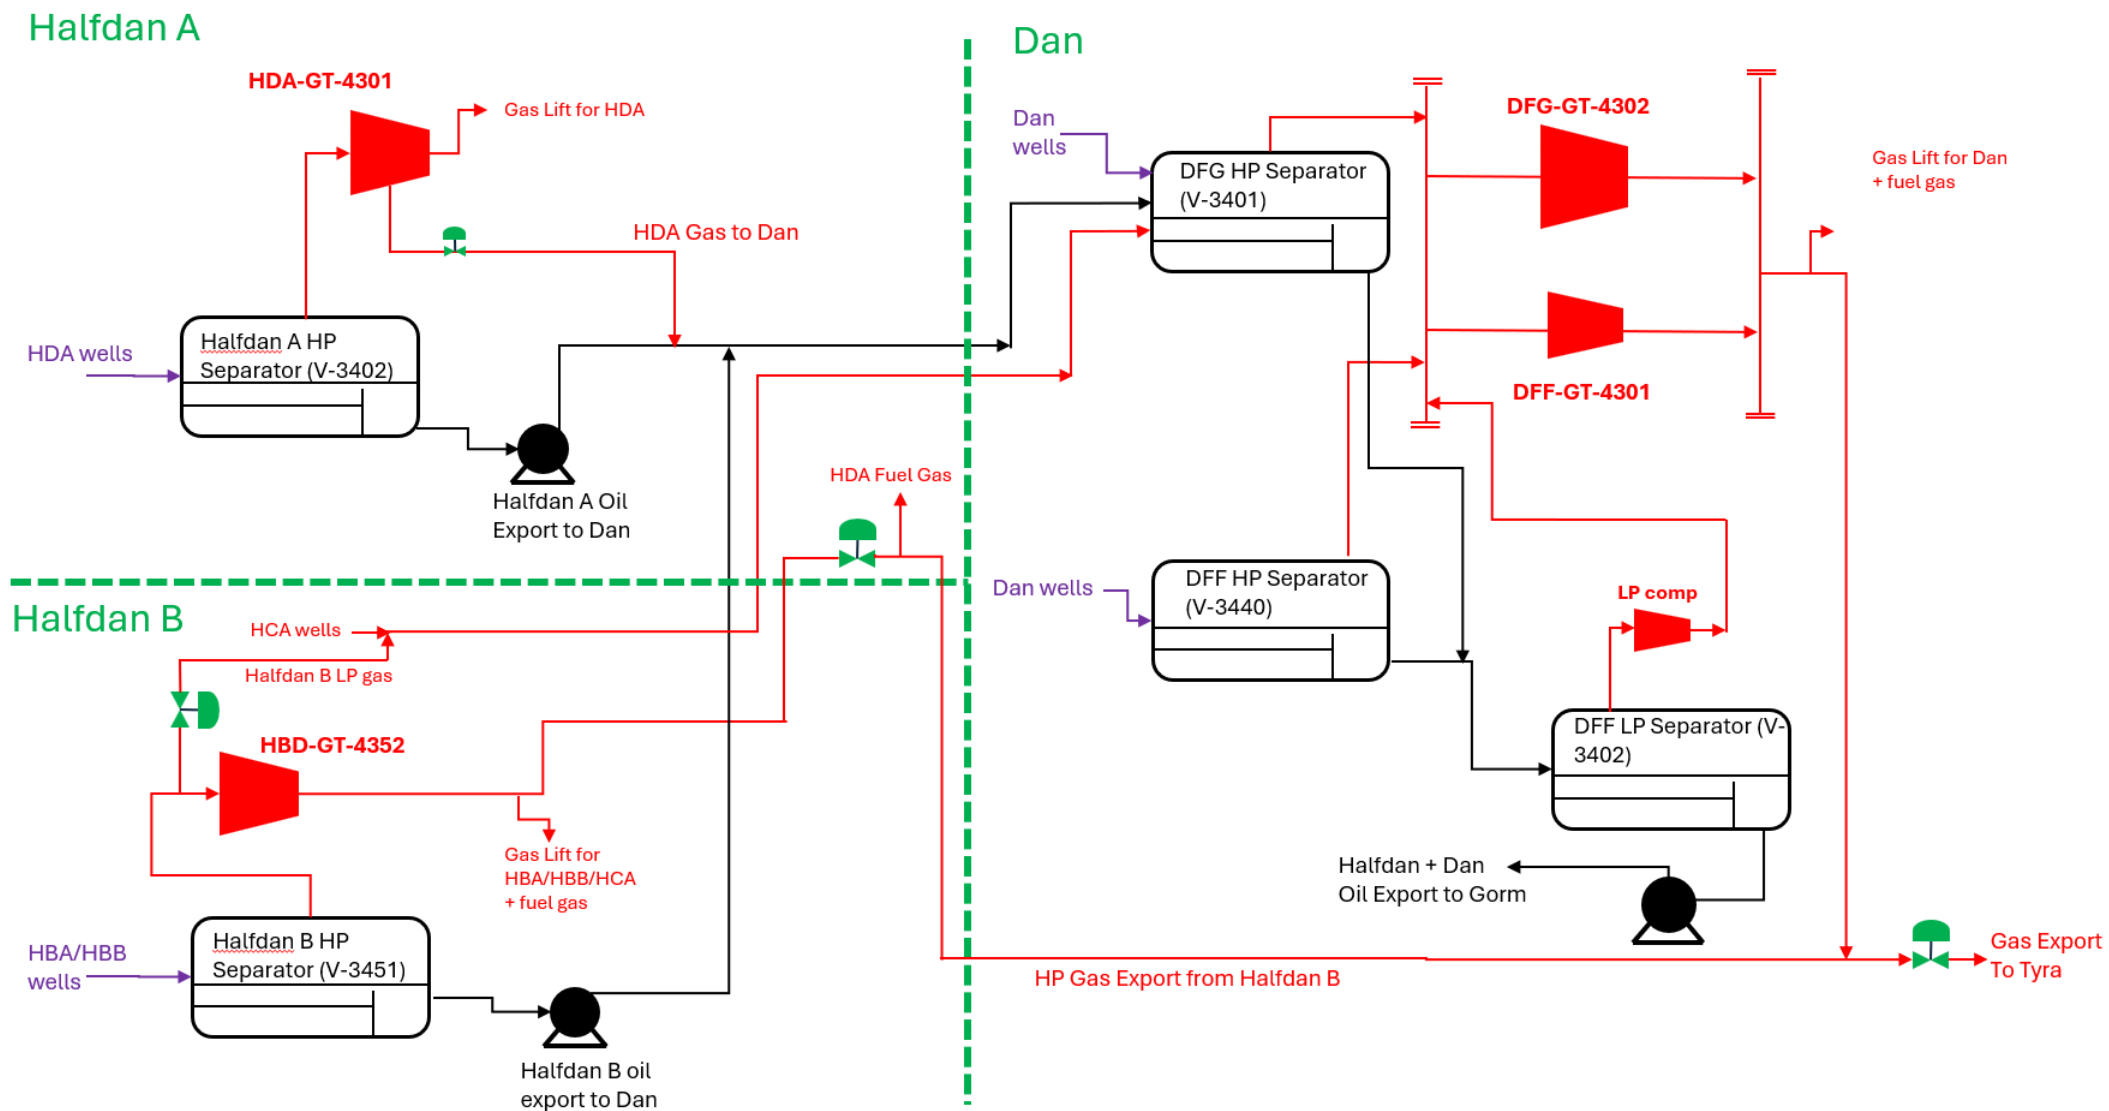 Halfdan A
HDA-GT-4301
Gas Lift for HDA
HDA Gas to Dan
HDA wells
Halfdan A HP
Separator (V-3402)
Halfdan A Oil
Export to Dan
HDA Fuel Gas
Halfdan B
HCA wells
Halfdan B LP gas
HBD-GT-4352
Gas Lift for
HBA/HBB/HCA
+ fuel gas
HBA/HBB
wells
Halfdan B HP
Separator (V-3451)
Halfdan B oil
export to Dan
Dan
Dan
wells
DFG HP Separator
(V-3401)
DFG-GT-4302
Gas Lift for Dan
+ fuel gas
DFF-GT-4301
Dan wells
DFF HP Separator
(V-3440)
LP comp
DFF LP Separator (V-
3402)
Halfdan + Dan
Oil Export to Gorm
HP Gas Export from Halfdan B
Gas Export
To Tyra